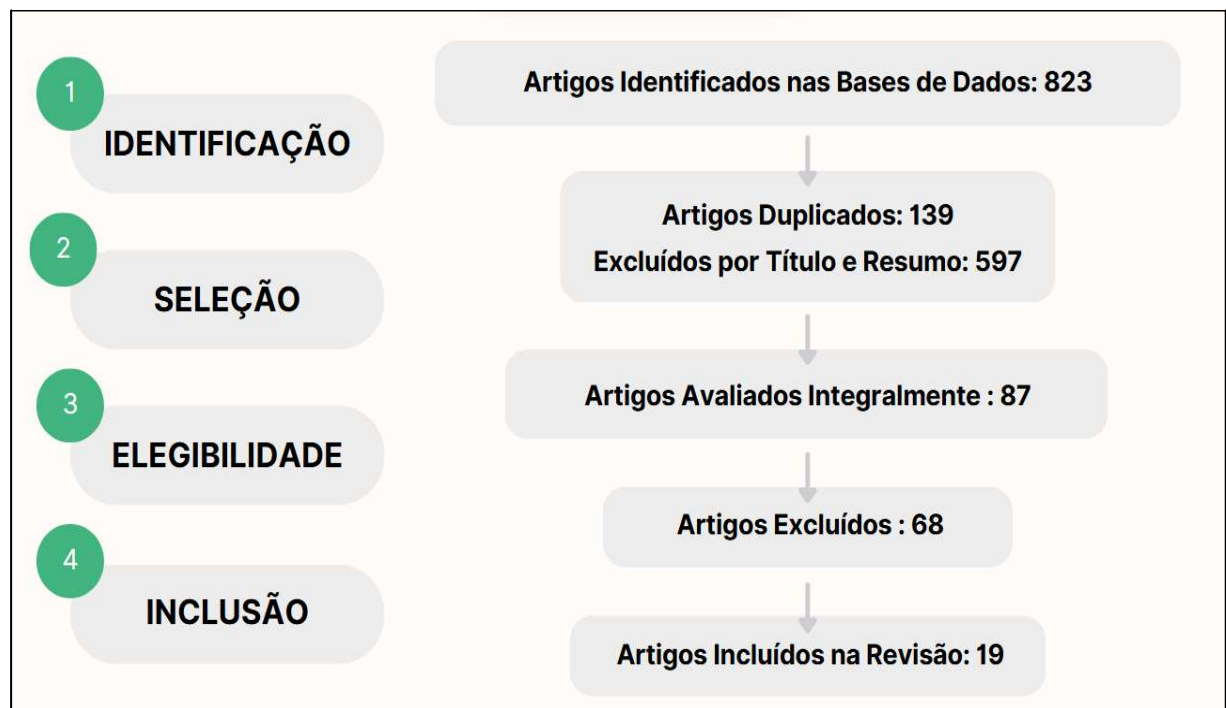 1
IDENTIFICAÇÃO
2
SELEÇÃO
3
ELEGIBILIDADE
4
INCLUSÃO
Artigos Identificados nas Bases de Dados: 823
Artigos Duplicados: 139
Excluídos por Título e Resumo: 597
Artigos Avaliados Integralmente : 87
Artigos Excluídos : 68
Artigos Incluídos na Revisão: 19